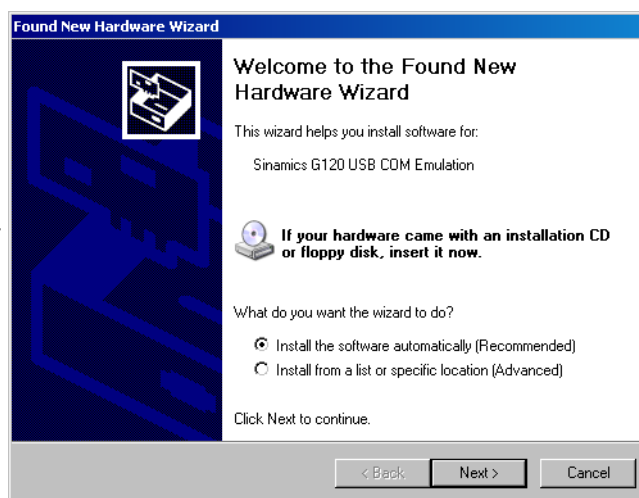 Found New Hardware Wizard
Welcome to the Found New
Hardware Wizard
This wizard helps you install software for:
Sinamics G120 USB COM Emulation
If your hardware came with an installation CD
or floppy disk, insert it now.
What do you want the wizard to do?
Install the software automatically (Recommended)
Install from a list or specific location (Advanced)
Click Next to continue.
< Back Next > Cancel